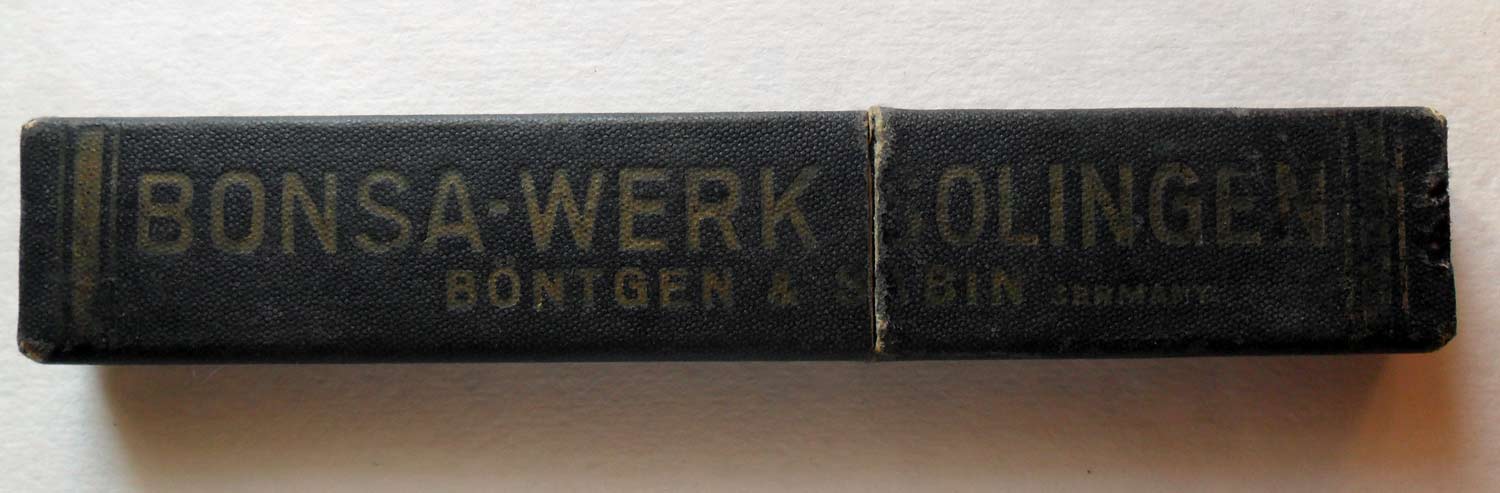 BONSA-WERK SOLINGEN
BÖNTGEN & SABIN GERMANY.